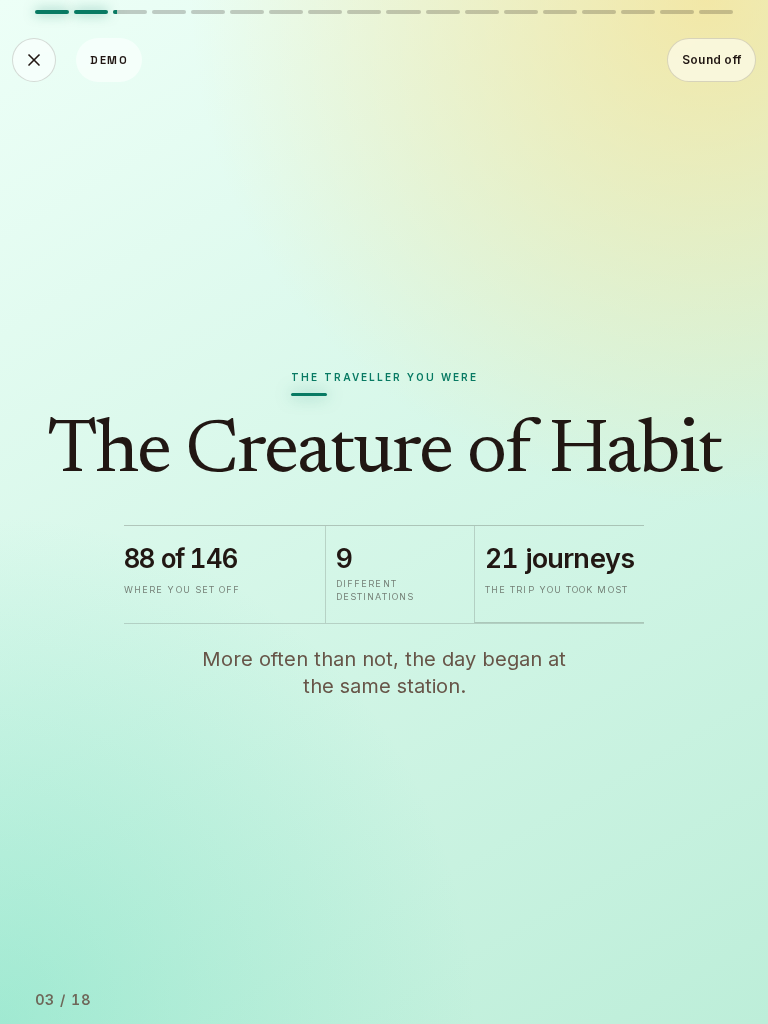 DEMO
Sound off
THE TRAVELLER YOU WERE
The Creature of Habit
88 of 146
WHERE YOU SET OFF
9
DIFFERENT
DESTINATIONS
21 journeys
THE TRIP YOU TOOK MOST
More often than not, the day began at
the same station.
03 / 18